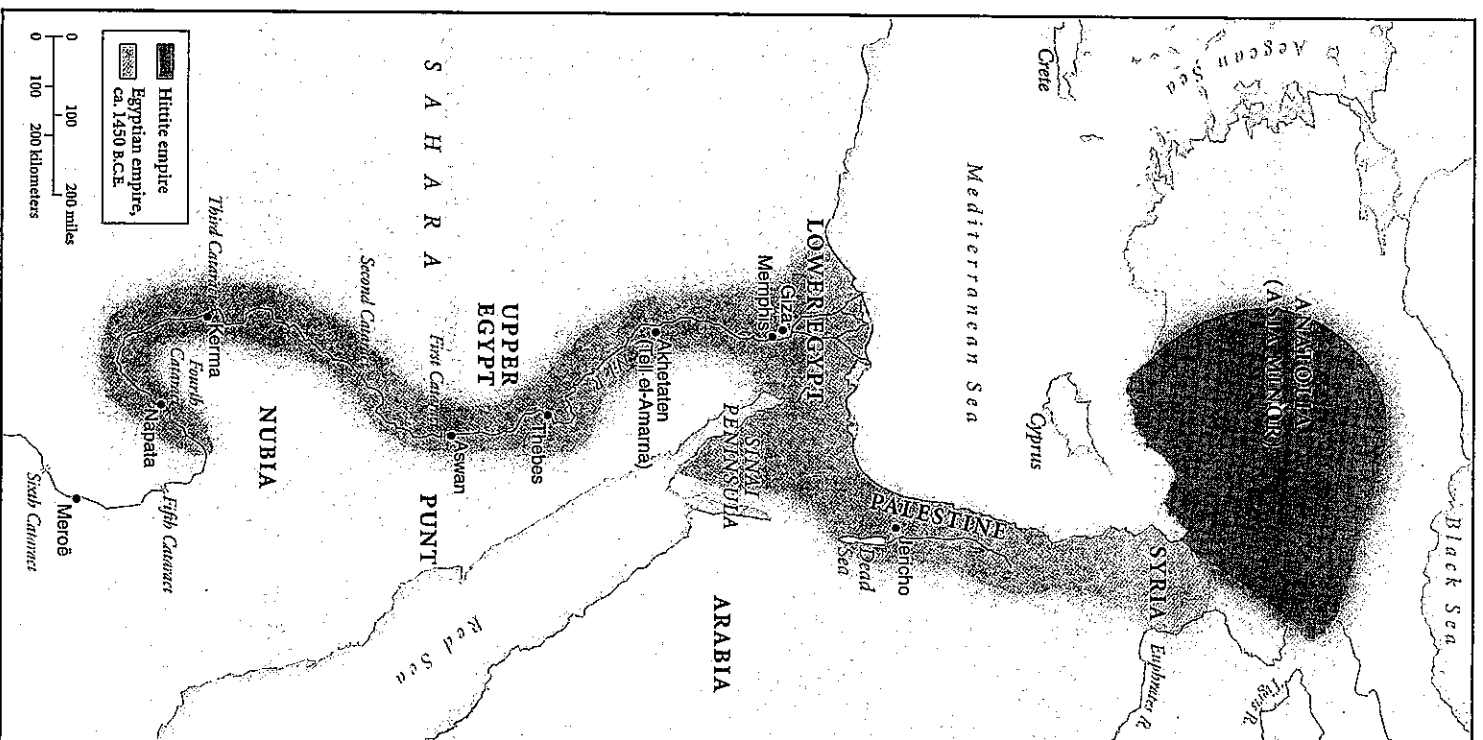 Black Sea
Aegean Sea
ANATOLIA
(ASIA MINOR)
Tigris R.
Euphrates R.
SYRIA
Crete
Cyprus
Mediterranean Sea
PALESTINE
Jericho
Dead
Sea
LOWER EGYPT
Giza
Memphis
SINAI
PENINSULA
ARABIA
Akhetaten
(Tell el-Amarna)
UPPER
EGYPT
Thebes
Red Sea
SAHARA
First Cataract
Aswan
PUNT
Second Cataract
NUBIA
Third Cataract
Kerma
Fourth
Cataract
Napata
Fifth Cataract
Meroë
Sixth Cataract
Hittite empire
Egyptian empire,
ca. 1450 B.C.E.
0 100 200 miles
0 100 200 kilometers